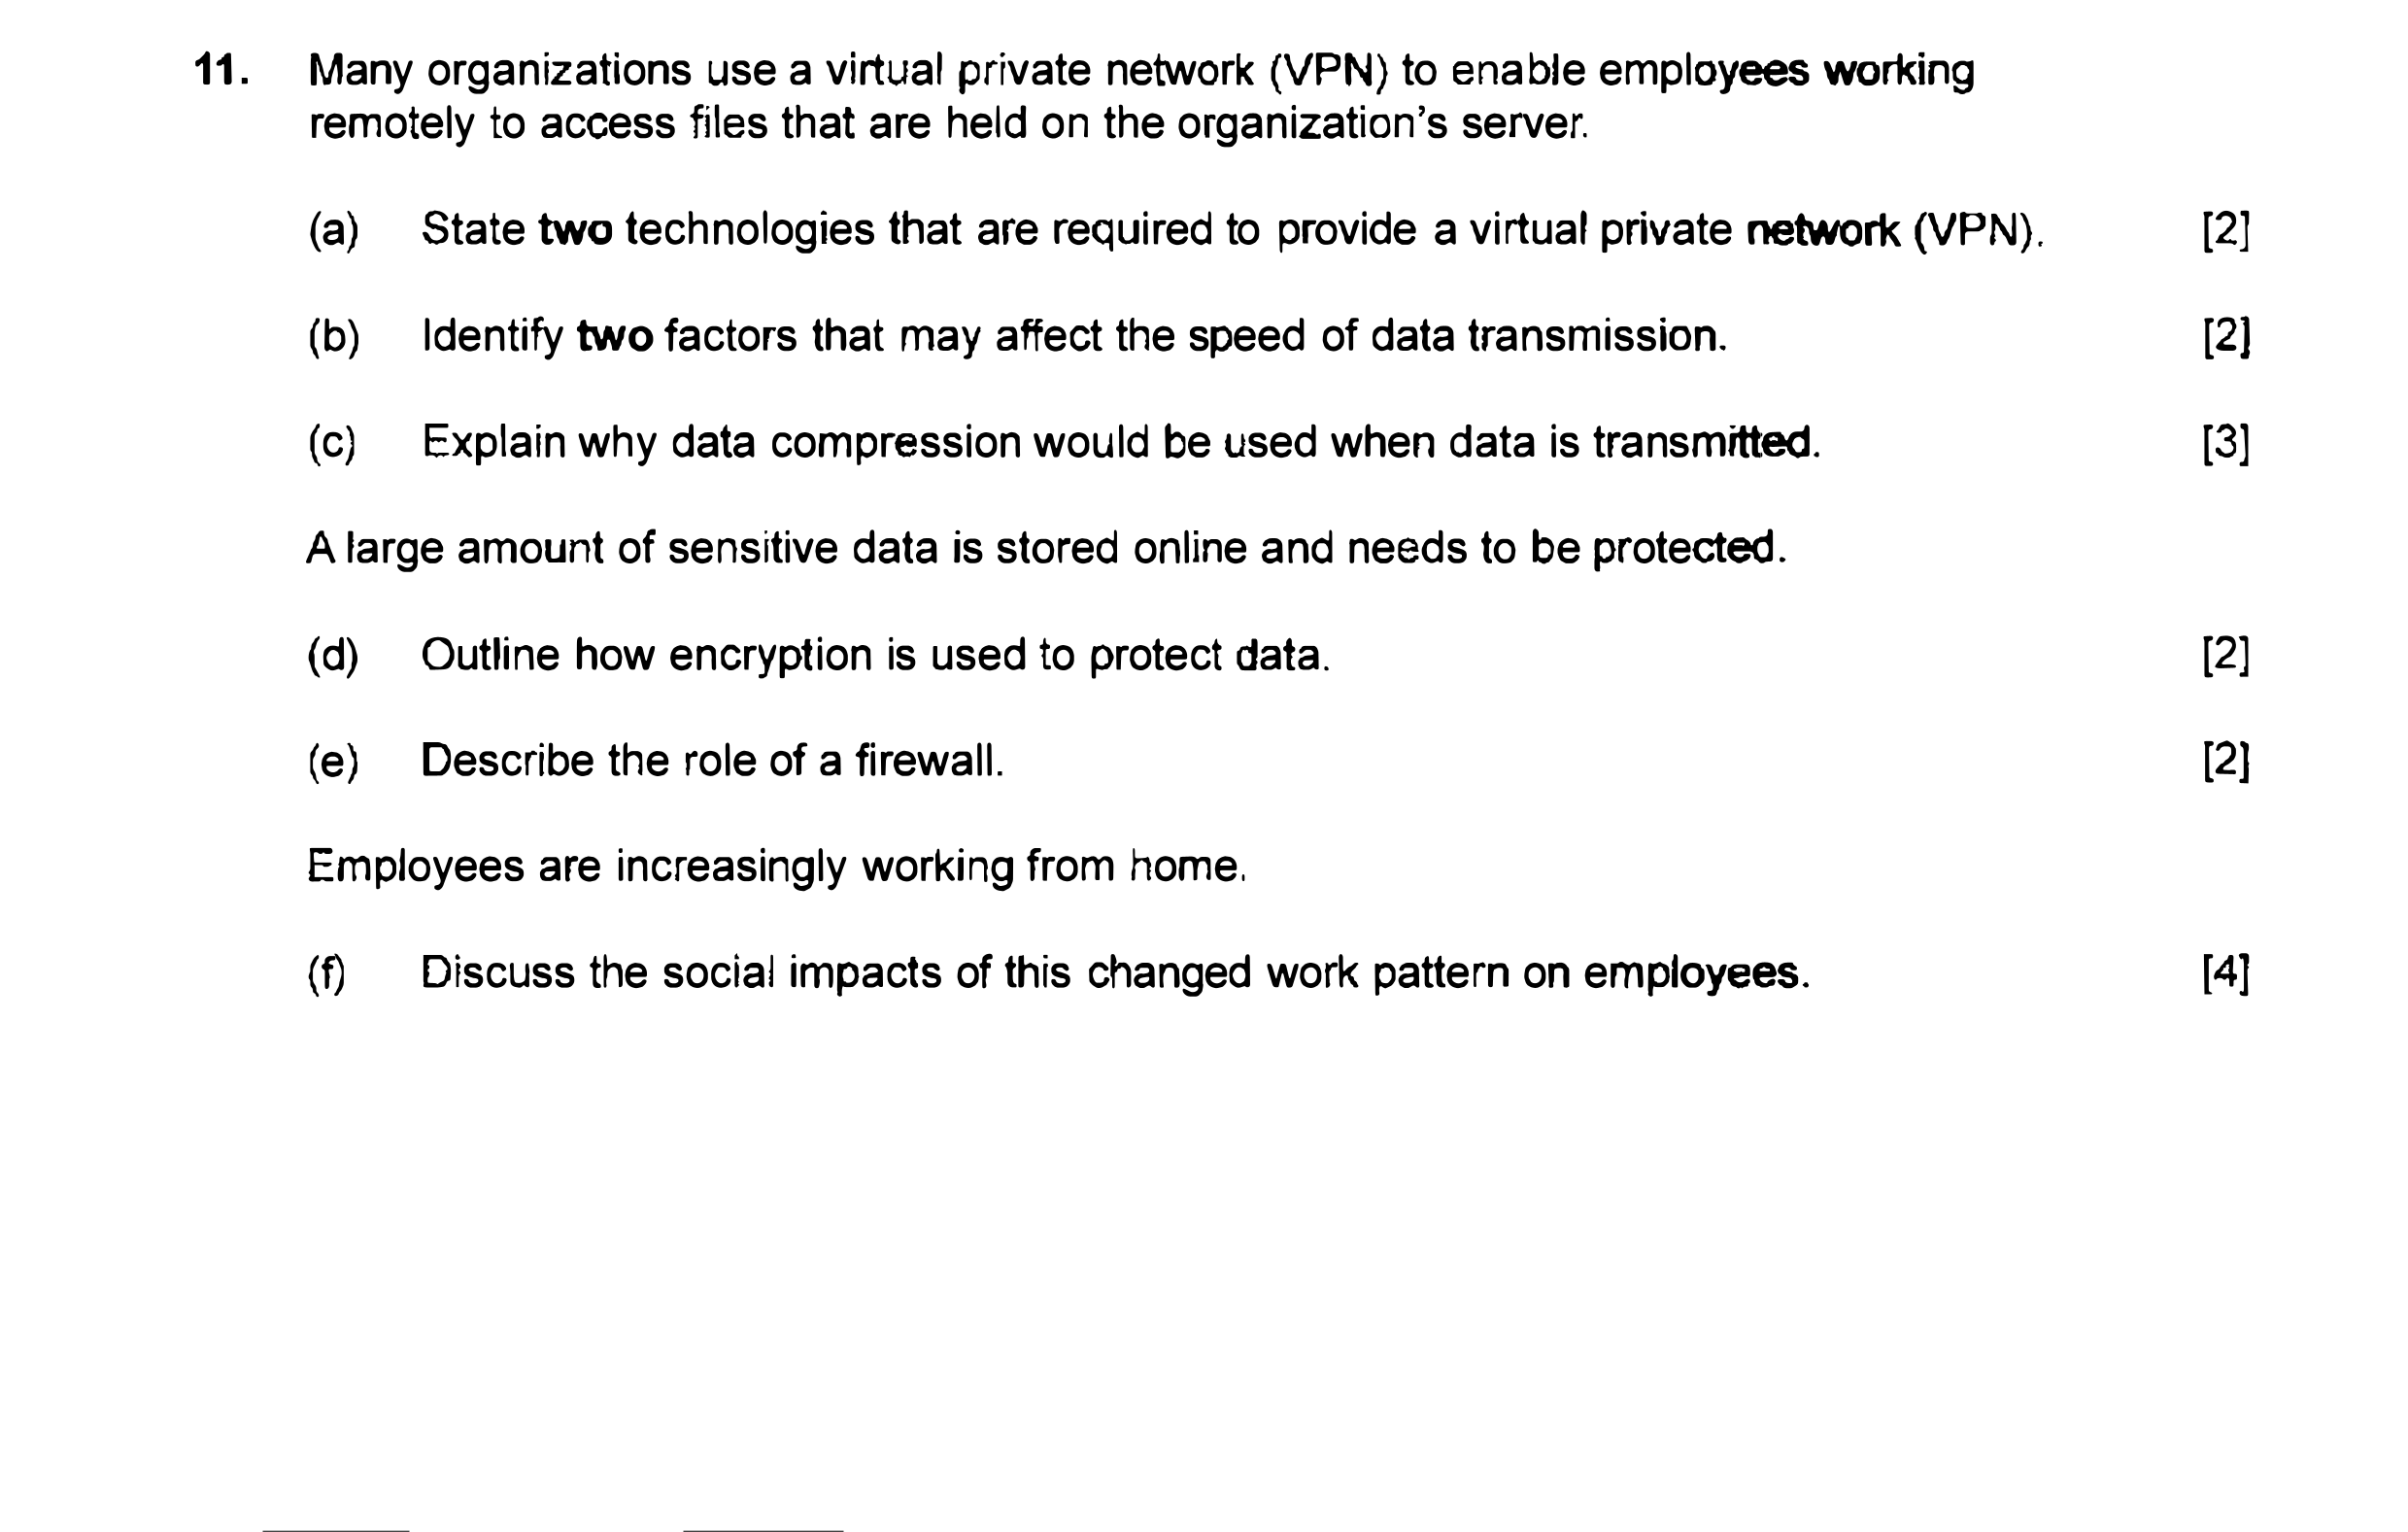 11. Many organizations use a virtual private network (VPN) to enable employees working
remotely to access files that are held on the organization's server.
(a) State two technologies that are required to provide a virtual private network (VPN). [2]
(b) Identify two factors that may affect the speed of data transmission. [2]
(c) Explain why data compression would be used when data is transmitted. [3]
A large amount of sensitive data is stored online and needs to be protected.
(d) Outline how encryption is used to protect data. [2]
(e) Describe the role of a firewall. [2]
Employees are increasingly working from home.
(f) Discuss the social impacts of this changed work pattern on employees. [4]